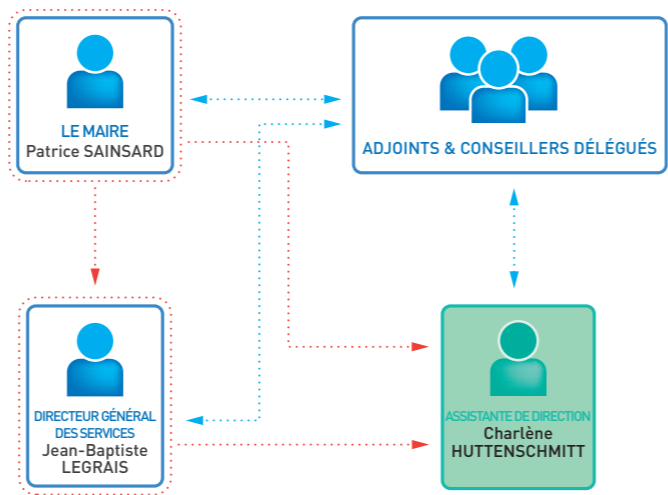 LE MAIRE
Patrice SAINSARD
ADJOINTS & CONSEILLERS DÉLÉGUÉS
DIRECTEUR GÉNÉRAL
DES SERVICES
Jean-Baptiste
LEGRAIS
ASSISTANTE DE DIRECTION
Charlène
HUTTENSCHMITT